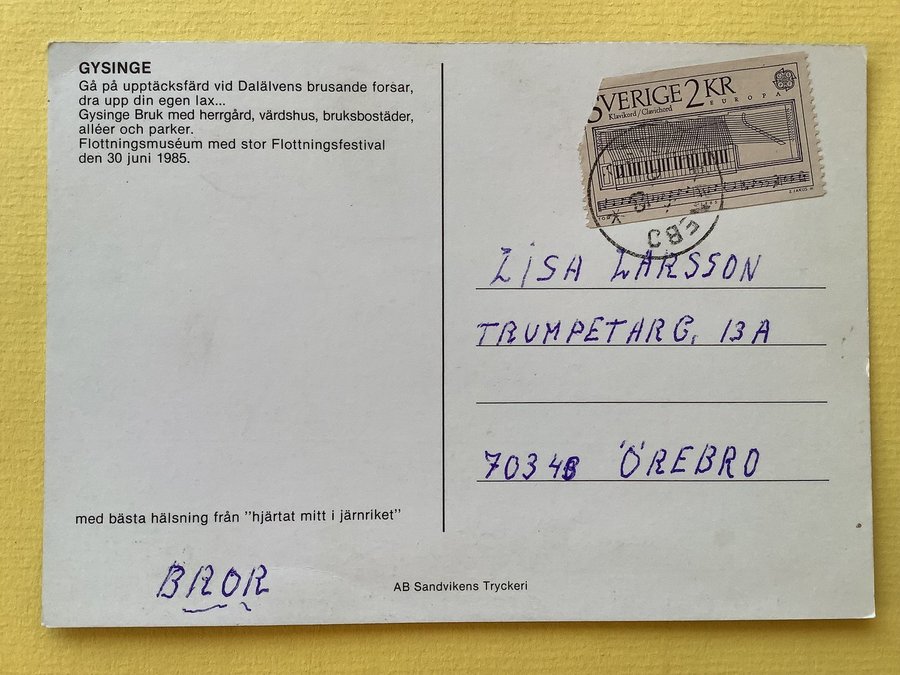 GYSINGE
Gå på upptäcksfärd vid Dalälvens brusande forsar,
dra upp din egen lax...
Gysinge Bruk med herrgård, värdshus, bruksbostäder,
alléer och parker.
Flottningsmuséum med stor Flottningsfestival
den 30 juni 1985.
SVERIGE 2 KR
Klavikord / Clavichord
EUROPA
LISA LARSSON
TRUMPETARG. 13 A
70348 ÖREBRO
med bästa hälsning från "hjärtat mitt i järnriket"
BROR
AB Sandvikens Tryckeri